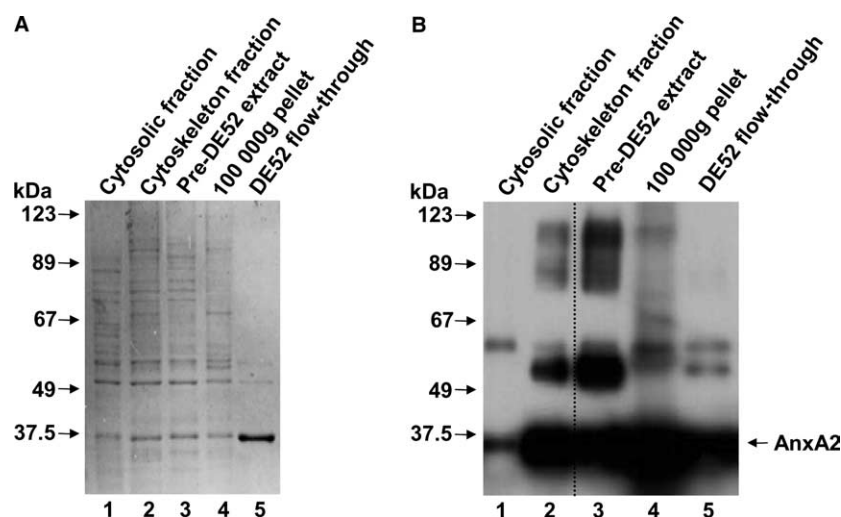 A
Cytosolic fraction
Cytoskeleton fraction
Pre-DE52 extract
100 000g pellet
DE52 flow-through
kDa
123
89
67
49
37.5
1 2 3 4 5
B
Cytosolic fraction
Cytoskeleton fraction
Pre-DE52 extract
100 000g pellet
DE52 flow-through
kDa
123
89
67
49
37.5
AnxA2
1 2 3 4 5